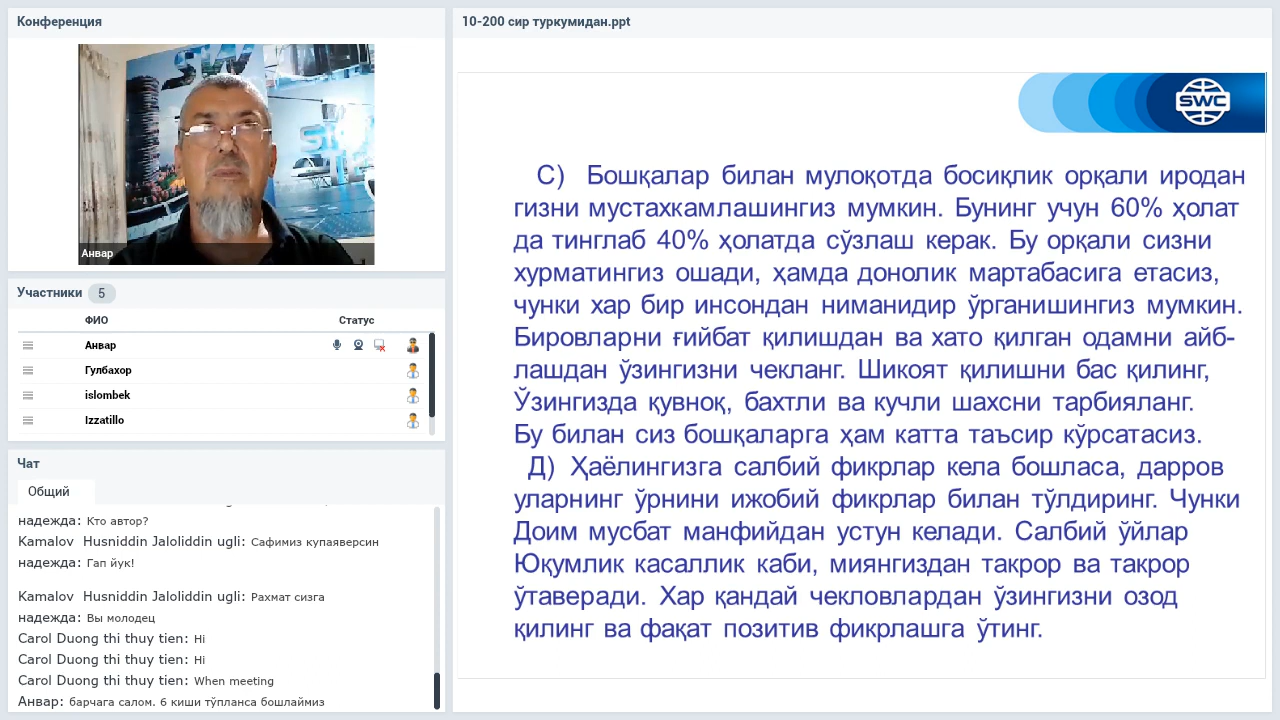 Конференция
Анвар
Участники 5
ФИО Статус
Анвар
Гулбахор
islombek
Izzatillo
Чат
Общий
надежда: Кто автор?
Kamalov Husniddin Jaloliddin ugli: Сафимиз купаяверсин
надежда: Гап йук!
Kamalov Husniddin Jaloliddin ugli: Рахмат сизга
надежда: Вы молодец
Carol Duong thi thuy tien: Hi
Carol Duong thi thuy tien: Hi
Carol Duong thi thuy tien: When meeting
Анвар: барчага салом. 6 киши тўпланса бошлаймиз
10-200 сир туркумидан.ppt
SWC
С) Бошқалар билан мулоқотда босиқлик орқали иродан
гизни мустахкамлашингиз мумкин. Бунинг учун 60% ҳолат
да тинглаб 40% ҳолатда сўзлаш керак. Бу орқали сизни
хурматингиз ошади, ҳамда донолик мартабасига етасиз,
чунки хар бир инсондан ниманидир ўрганишингиз мумкин.
Бировларни ғийбат қилишдан ва хато қилган одамни айб-
лашдан ўзингизни чекланг. Шикоят қилишни бас қилинг,
Ўзингизда қувноқ, бахтли ва кучли шахсни тарбияланг.
Бу билан сиз бошқаларга ҳам катта таъсир кўрсатасиз.
Д) Ҳаёлингизга салбий фикрлар кела бошласа, дарров
уларнинг ўрнини ижобий фикрлар билан тўлдиринг. Чунки
Доим мусбат манфийдан устун келади. Салбий ўйлар
Юқумлик касаллик каби, миянгиздан такрор ва такрор
ўтаверади. Хар қандай чекловлардан ўзингизни озод
қилинг ва фақат позитив фикрлашга ўтинг.